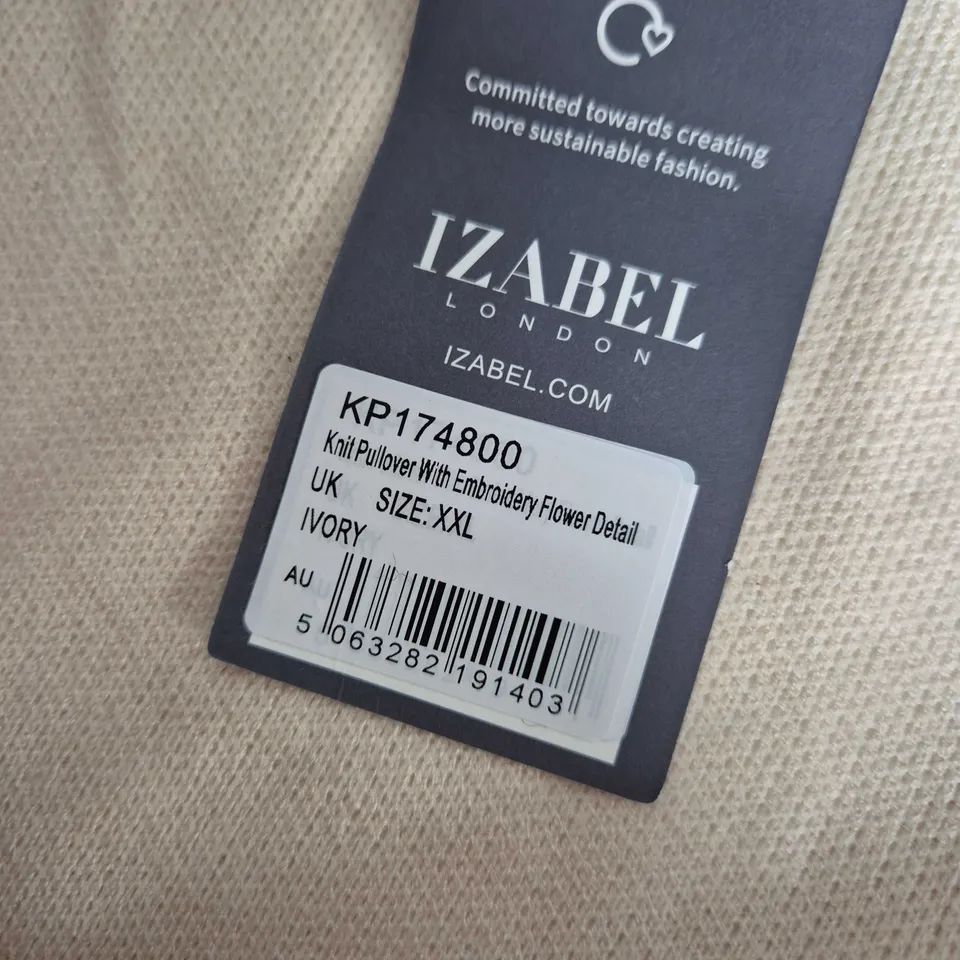 Committed towards creating
more sustainable fashion.
IZABEL
LONDON
IZABEL.COM
KP174800
Knit Pullover With Embroidery Flower Detail
UK SIZE: XXL
IVORY
AU
5 063282 191403